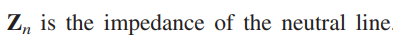 Zₙ is the impedance of the neutral line.